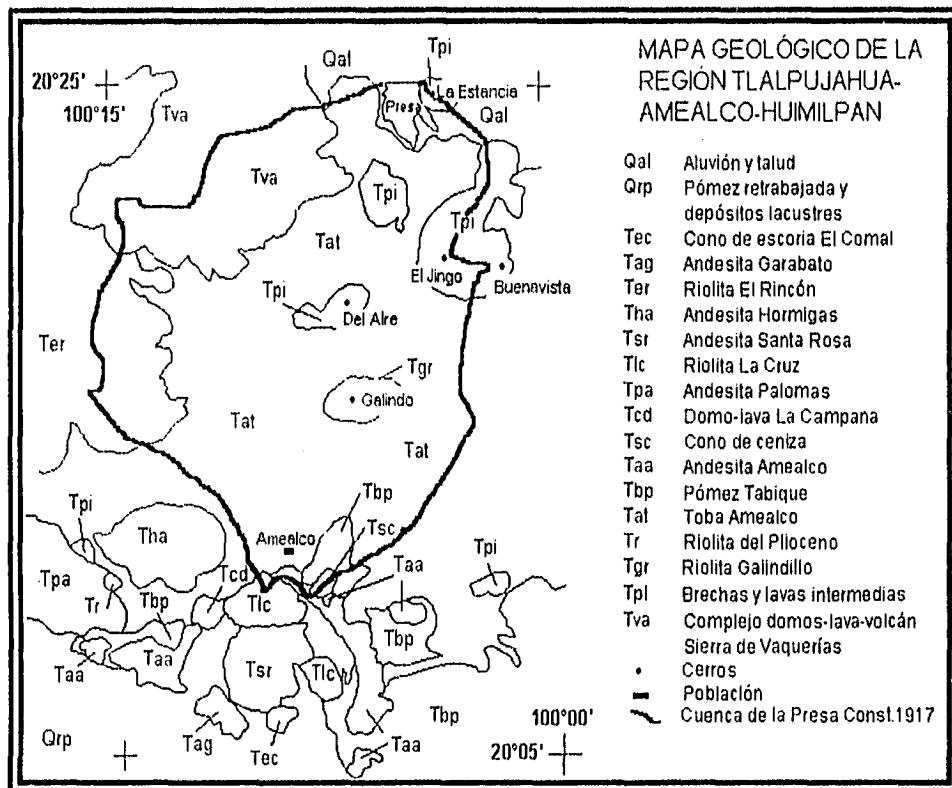 MAPA GEOLÓGICO DE LA
REGIÓN TLALPUJAHUA-
AMEALCO-HUIMILPAN
Qal Aluvión y talud
Qrp Pómez retrabajada y
depósitos lacustres
Tec Cono de escoria El Comal
Tag Andesita Garabato
Ter Riolita El Rincón
Tha Andesita Hormigas
Tsr Andesita Santa Rosa
Tlc Riolita La Cruz
Tpa Andesita Palomas
Tcd Domo-lava La Campana
Tsc Cono de ceniza
Taa Andesita Amealco
Tbp Pómez Tabique
Tat Toba Amealco
Tr Riolita del Plioceno
Tgr Riolita Galindillo
Tpl Brechas y lavas intermedias
Tva Complejo domos-lava-volcán
Sierra de Vaquerías
Cerros
Población
Cuenca de la Presa Const.1917
20°25'
100°15'
Tva
Qal
Tpi
La Estancia
Presa
Qal
Tva
Tpi
Tat
Tpi
El Jingo
Buenavista
Tpi
Del Aire
Ter
Tgr
Galindo
Tat
Tat
Tbp
Tpi
Tha
Amealco
Tsc
Tpi
Tpa
Tcd
Taa
Tr
Tbp
Tlc
Tbp
Taa
Taa
Tsr
Tlc
Tbp
Tag
Tec
Taa
Qrp
Taa
100°00'
20°05'